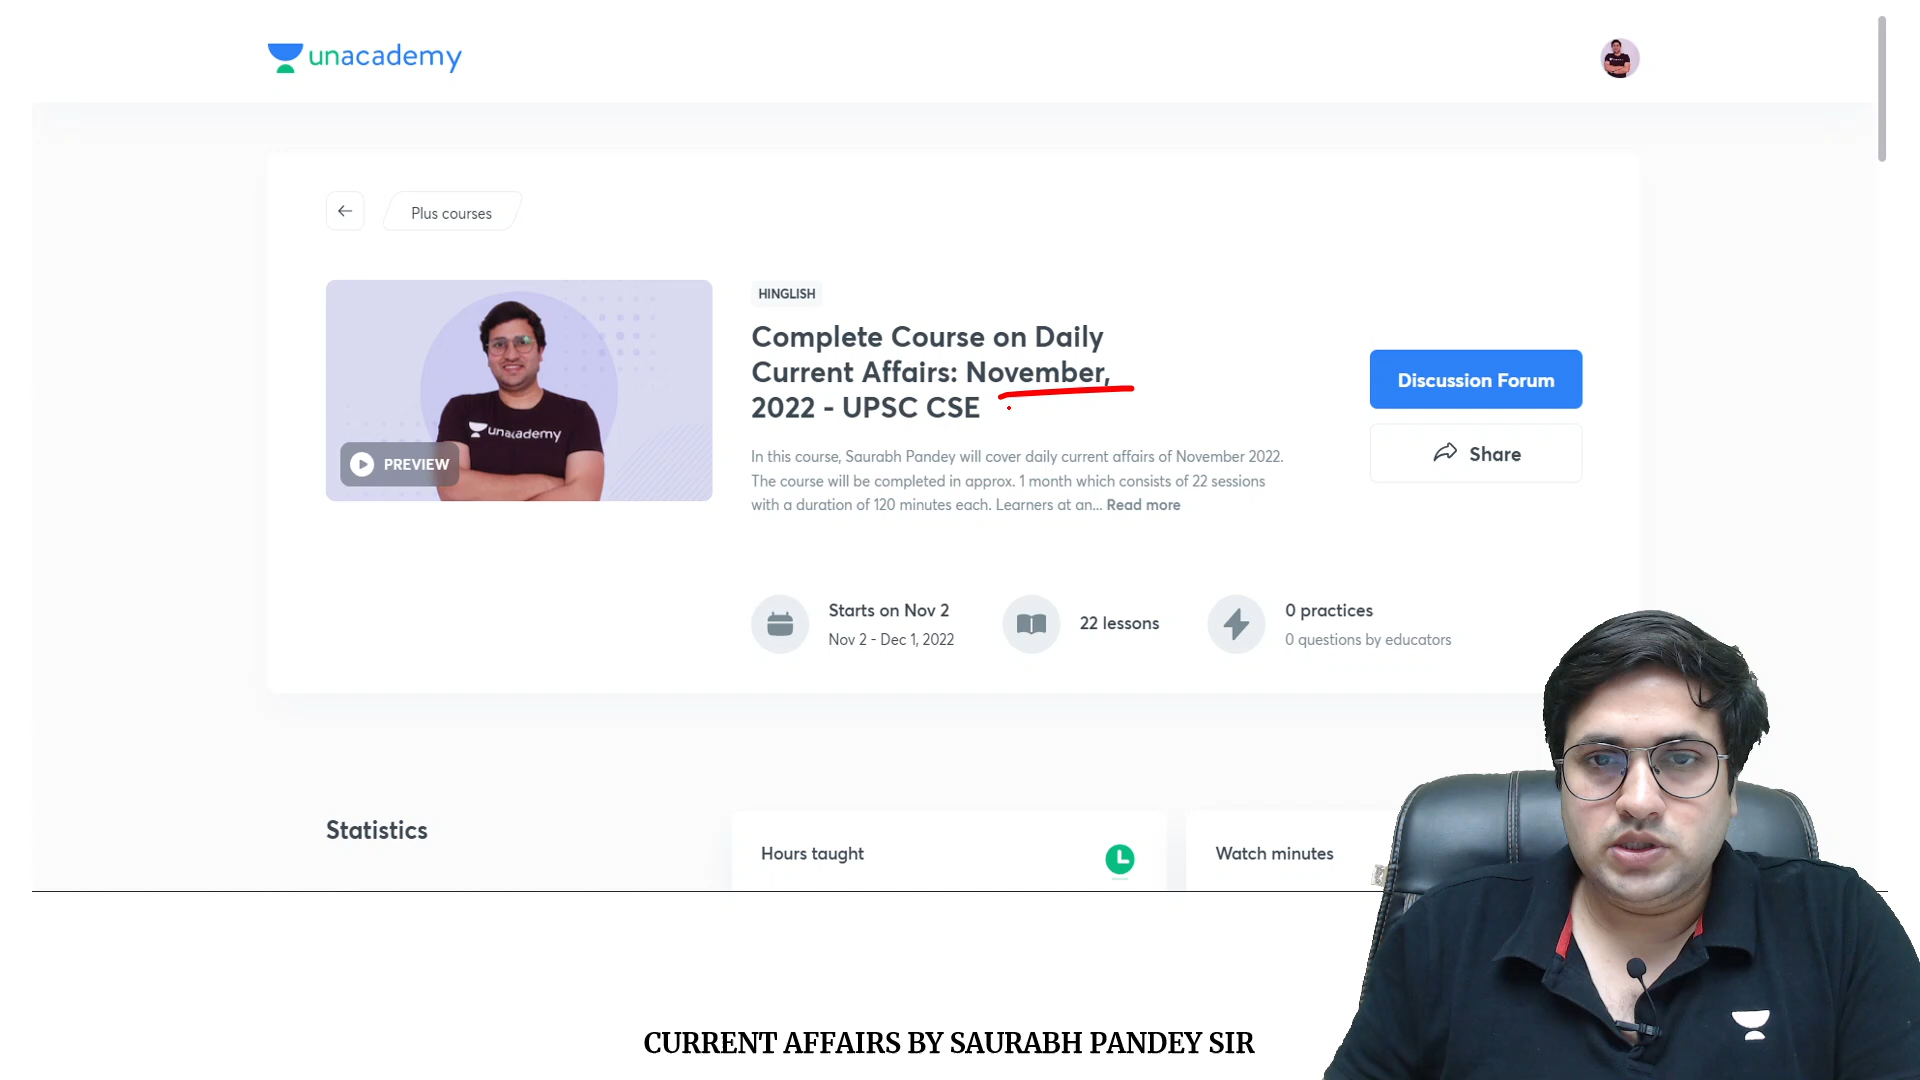 unacademy
Plus courses
HINGLISH
Complete Course on Daily
Current Affairs: November,
2022 - UPSC CSE
In this course, Saurabh Pandey will cover daily current affairs of November 2022.
The course will be completed in approx. 1 month which consists of 22 sessions
with a duration of 120 minutes each. Learners at an... Read more
Discussion Forum
Share
unacademy
PREVIEW
Starts on Nov 2
Nov 2 - Dec 1, 2022
22 lessons
0 practices
0 questions by educators
Statistics
Hours taught
Watch minutes
CURRENT AFFAIRS BY SAURABH PANDEY SIR